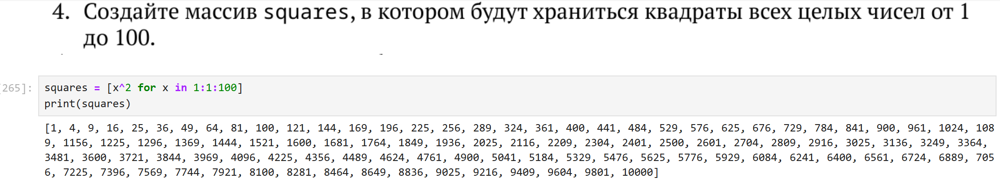 4. Создайте массив squares, в котором будут храниться квадраты всех целых чисел от 1
до 100.
[265]: squares = [x^2 for x in 1:1:100]
print(squares)
[1, 4, 9, 16, 25, 36, 49, 64, 81, 100, 121, 144, 169, 196, 225, 256, 289, 324, 361, 400, 441, 484, 529, 576, 625, 676, 729, 784, 841, 900, 961, 1024, 108
9, 1156, 1225, 1296, 1369, 1444, 1521, 1600, 1681, 1764, 1849, 1936, 2025, 2116, 2209, 2304, 2401, 2500, 2601, 2704, 2809, 2916, 3025, 3136, 3249, 3364,
3481, 3600, 3721, 3844, 3969, 4096, 4225, 4356, 4489, 4624, 4761, 4900, 5041, 5184, 5329, 5476, 5625, 5776, 5929, 6084, 6241, 6400, 6561, 6724, 6889, 705
6, 7225, 7396, 7569, 7744, 7921, 8100, 8281, 8464, 8649, 8836, 9025, 9216, 9409, 9604, 9801, 10000]